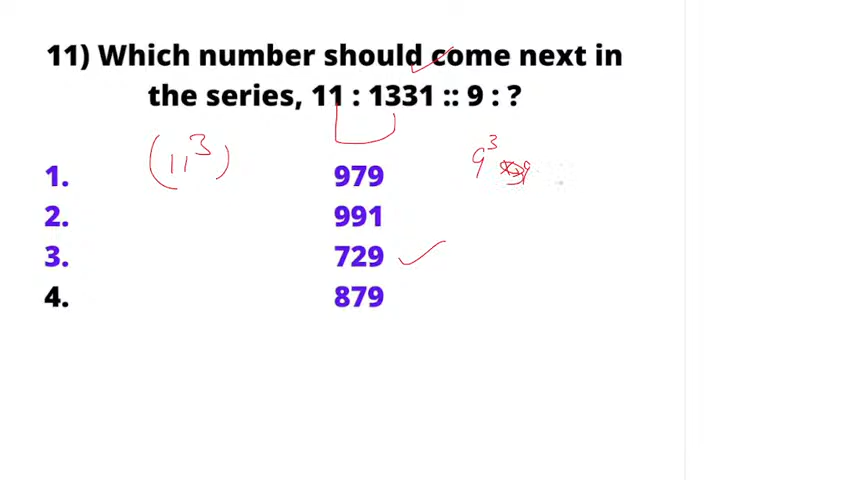 11) Which number should come next in
the series, 11 : 1331 :: 9 : ?
(11³) 9³
1. 979
2. 991
3. 729
4. 879